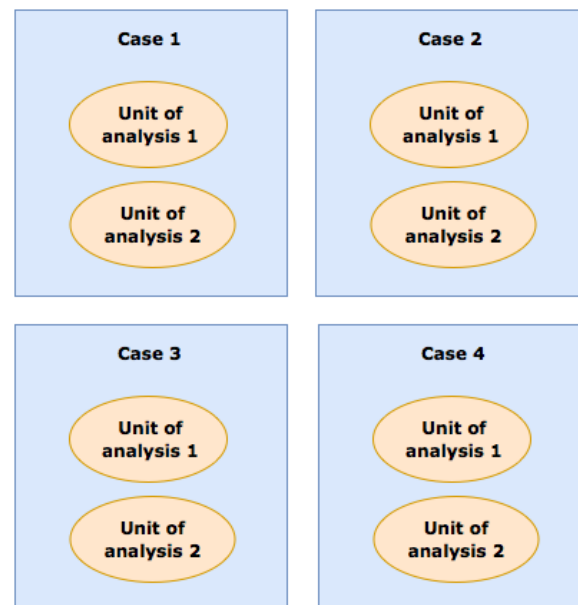 Case 1
Unit of
analysis 1
Unit of
analysis 2
Case 2
Unit of
analysis 1
Unit of
analysis 2
Case 3
Unit of
analysis 1
Unit of
analysis 2
Case 4
Unit of
analysis 1
Unit of
analysis 2